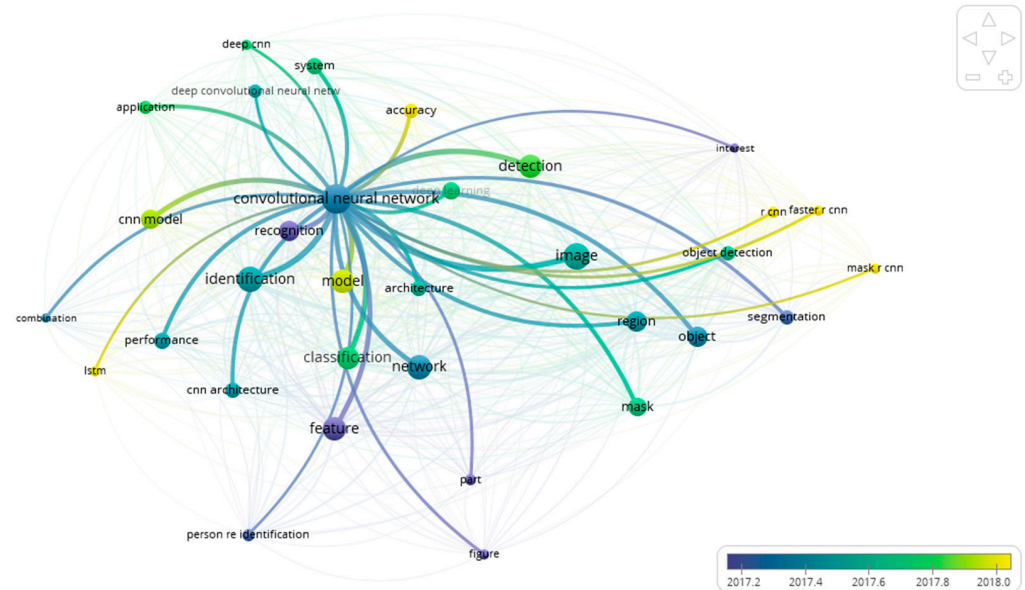 deep cnn
system
deep convolutional neural netw
application
accuracy
interest
detection
deep learning
convolutional neural network
r cnn
faster r cnn
cnn model
recognition
object detection
image
mask r cnn
identification
model
architecture
combination
segmentation
region
performance
object
classification
network
lstm
cnn architecture
mask
feature
part
person re identification
figure
2017.2
2017.4
2017.6
2017.8
2018.0